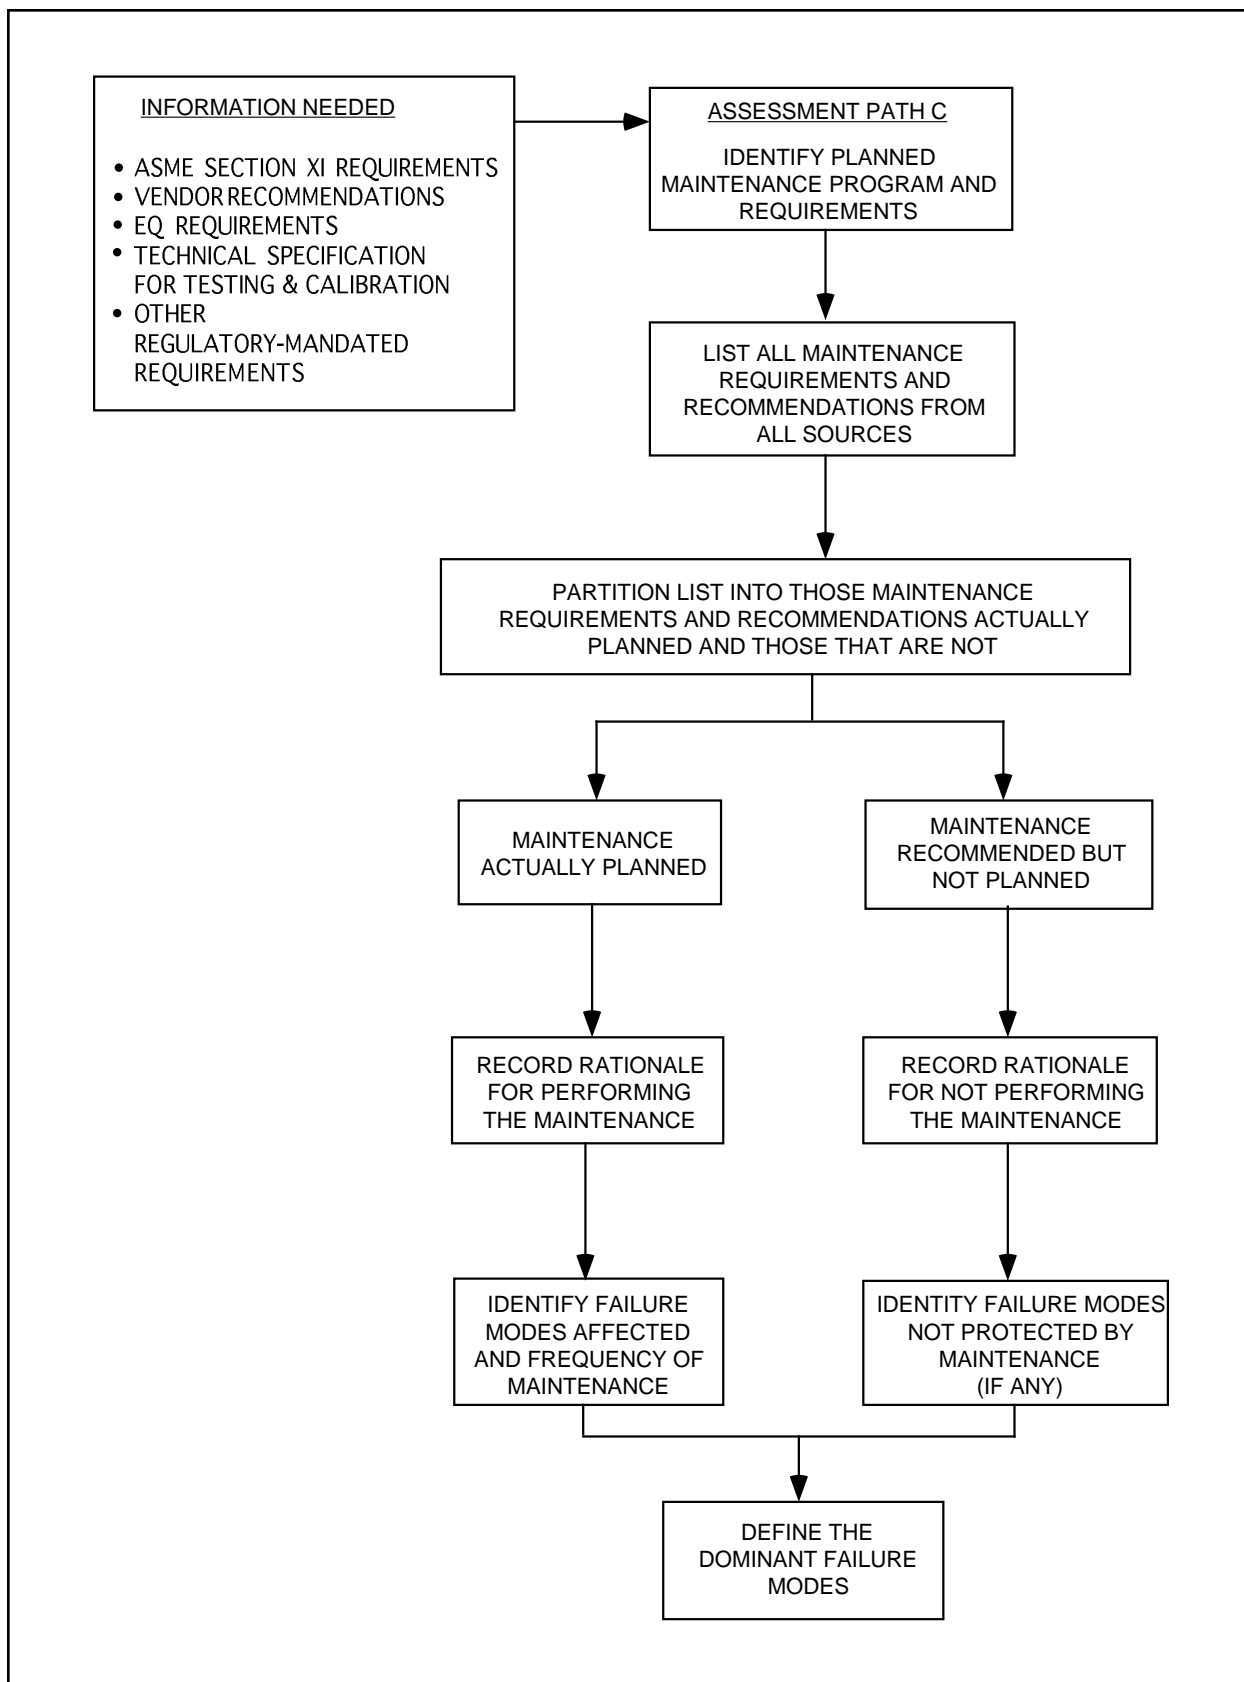 INFORMATION NEEDED
• ASME SECTION XI REQUIREMENTS
• VENDOR RECOMMENDATIONS
• EQ REQUIREMENTS
• TECHNICAL SPECIFICATION
FOR TESTING & CALIBRATION
• OTHER
REGULATORY-MANDATED
REQUIREMENTS
ASSESSMENT PATH C
IDENTIFY PLANNED
MAINTENANCE PROGRAM AND
REQUIREMENTS
LIST ALL MAINTENANCE
REQUIREMENTS AND
RECOMMENDATIONS FROM
ALL SOURCES
PARTITION LIST INTO THOSE MAINTENANCE
REQUIREMENTS AND RECOMMENDATIONS ACTUALLY
PLANNED AND THOSE THAT ARE NOT
MAINTENANCE
ACTUALLY PLANNED
MAINTENANCE
RECOMMENDED BUT
NOT PLANNED
RECORD RATIONALE
FOR PERFORMING
THE MAINTENANCE
RECORD RATIONALE
FOR NOT PERFORMING
THE MAINTENANCE
IDENTIFY FAILURE
MODES AFFECTED
AND FREQUENCY OF
MAINTENANCE
IDENTITY FAILURE MODES
NOT PROTECTED BY
MAINTENANCE
(IF ANY)
DEFINE THE
DOMINANT FAILURE
MODES